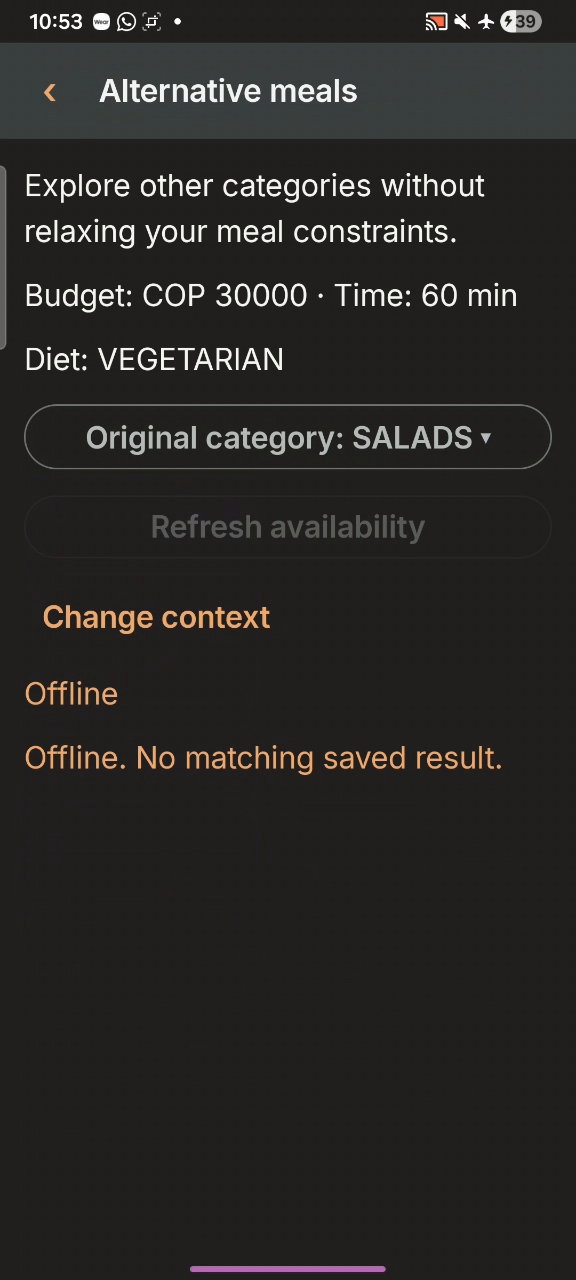 10:53
39
‹ Alternative meals
Explore other categories without
relaxing your meal constraints.
Budget: COP 30000 · Time: 60 min
Diet: VEGETARIAN
Original category: SALADS ▾
Refresh availability
Change context
Offline
Offline. No matching saved result.